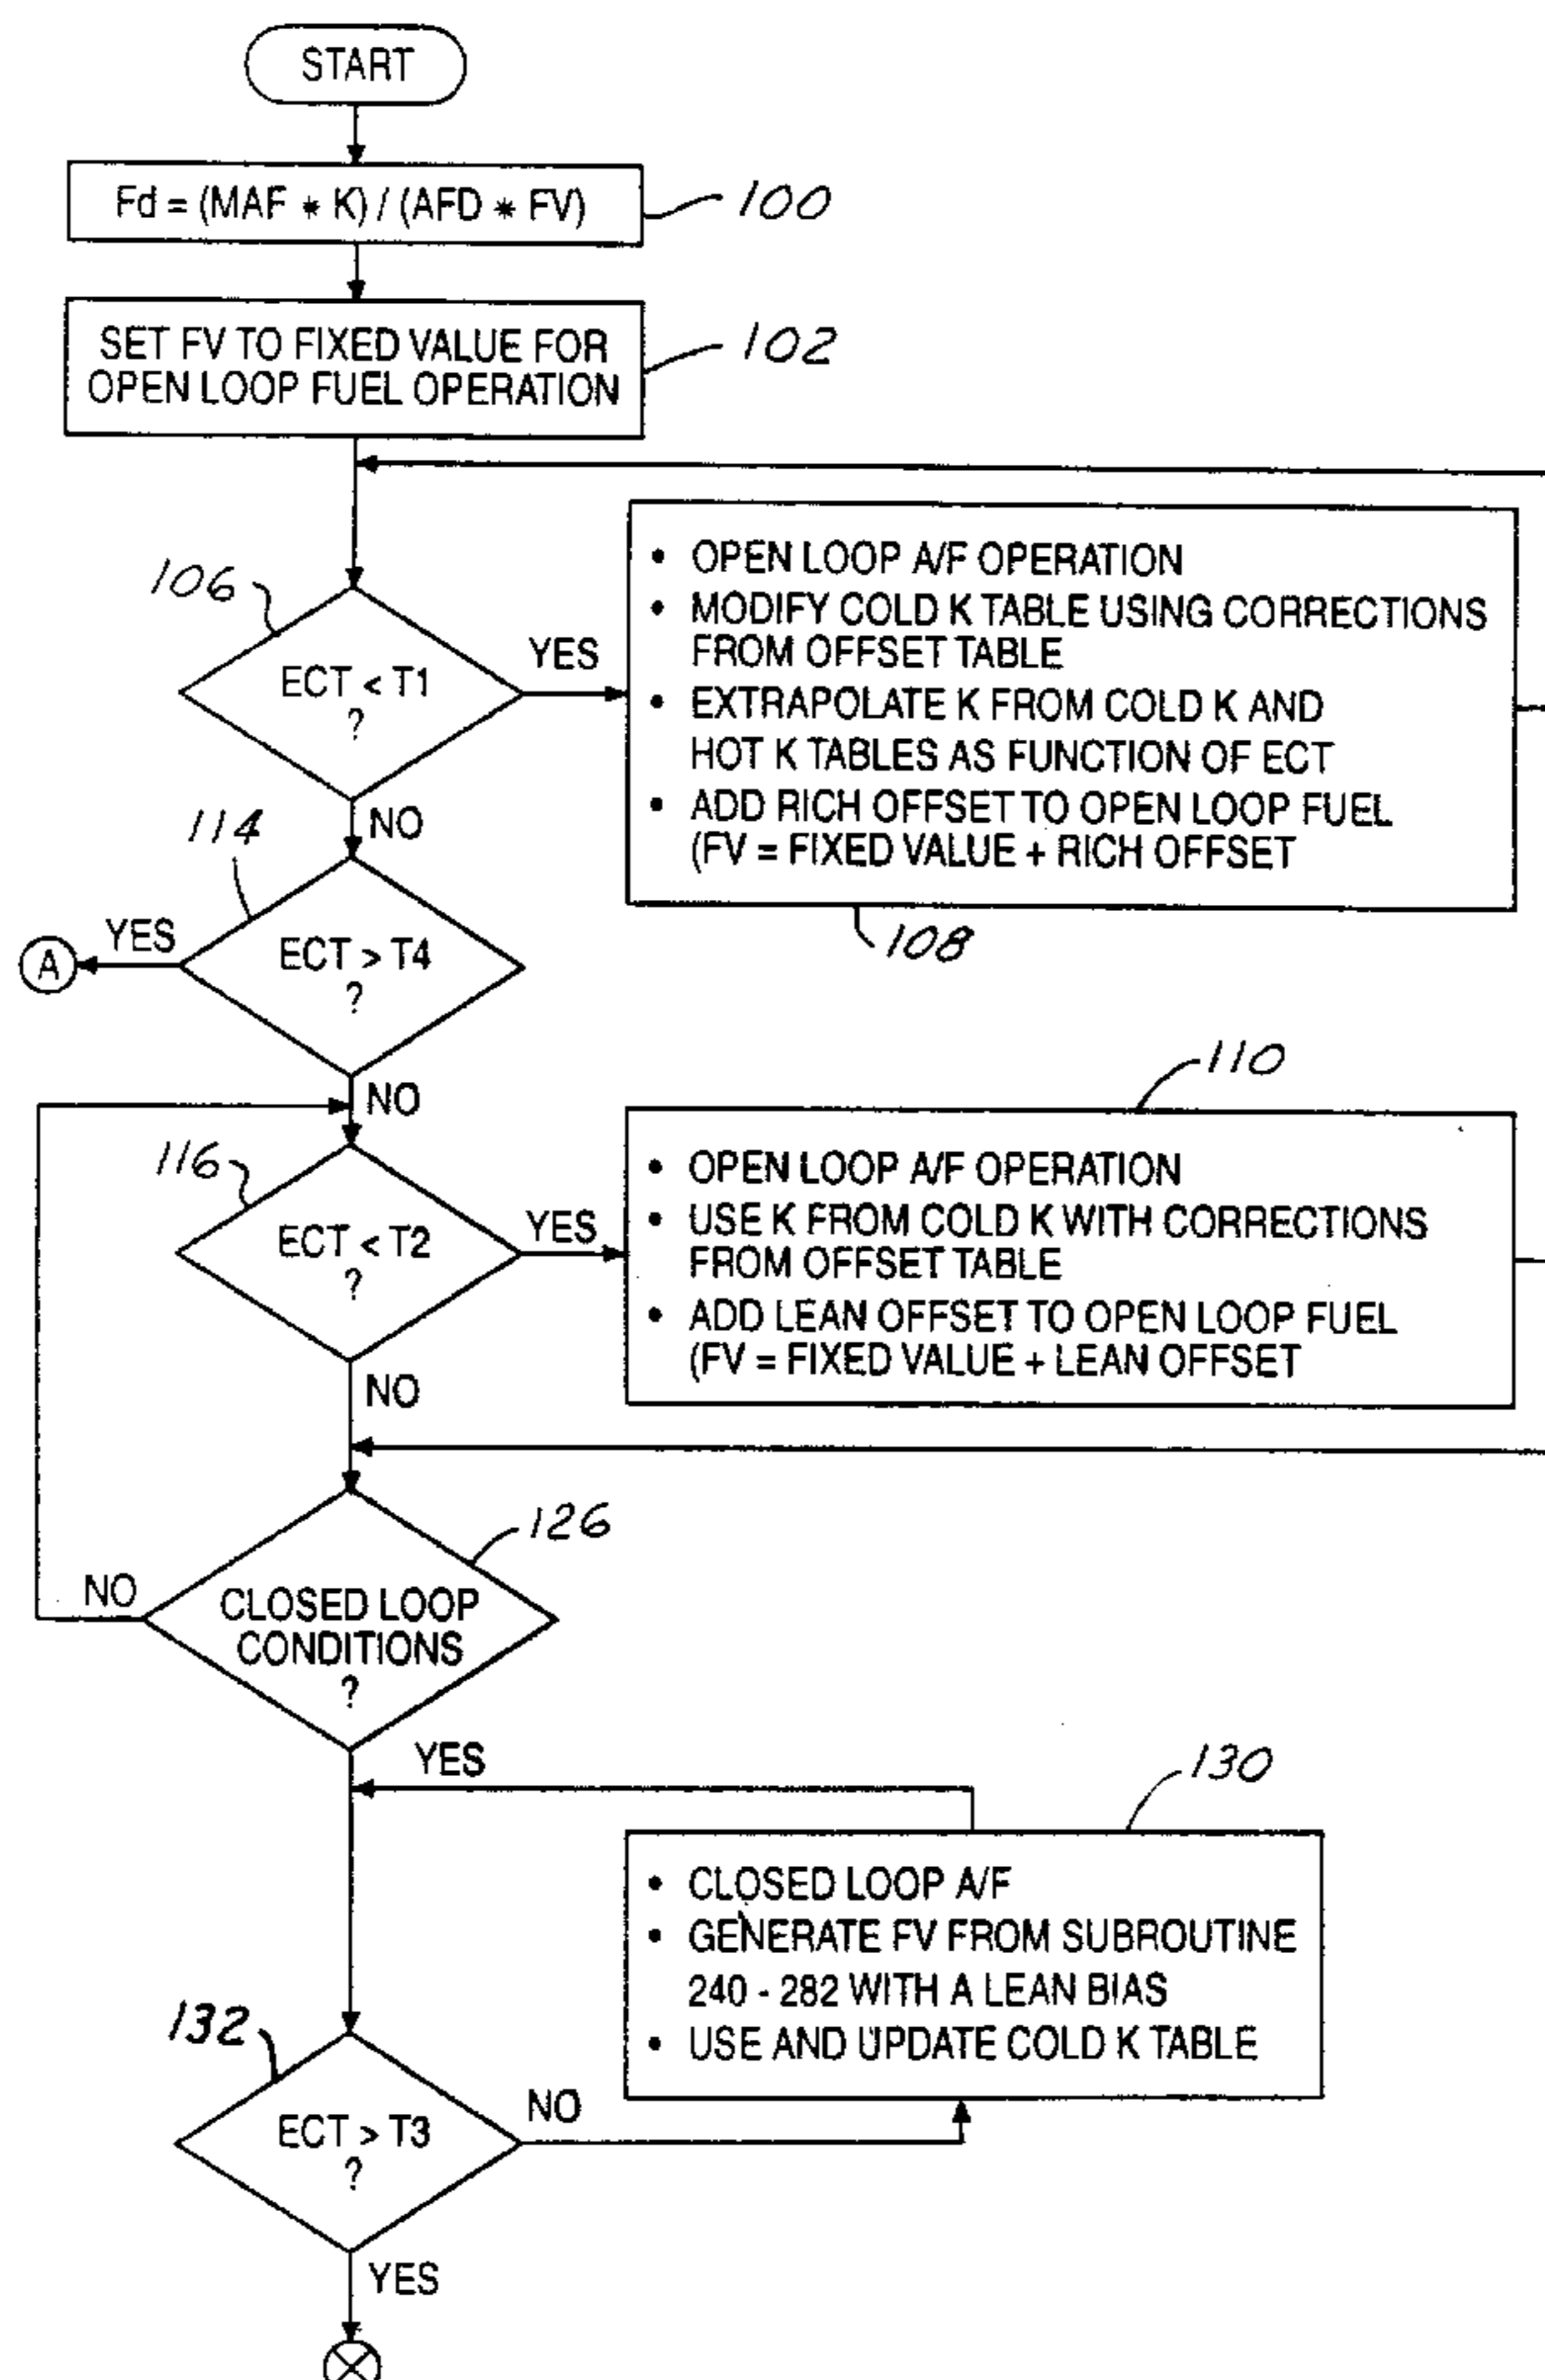 START
Fd = (MAF * K) / (AFD * FV)
100
SET FV TO FIXED VALUE FOR
OPEN LOOP FUEL OPERATION
102
106
ECT < T1
?
YES
NO
• OPEN LOOP A/F OPERATION
• MODIFY COLD K TABLE USING CORRECTIONS
FROM OFFSET TABLE
• EXTRAPOLATE K FROM COLD K AND
HOT K TABLES AS FUNCTION OF ECT
• ADD RICH OFFSET TO OPEN LOOP FUEL
(FV = FIXED VALUE + RICH OFFSET
108
114
ECT > T4
?
YES
A
NO
116
ECT < T2
?
YES
NO
110
• OPEN LOOP A/F OPERATION
• USE K FROM COLD K WITH CORRECTIONS
FROM OFFSET TABLE
• ADD LEAN OFFSET TO OPEN LOOP FUEL
(FV = FIXED VALUE + LEAN OFFSET
126
CLOSED LOOP
CONDITIONS
?
NO
YES
130
• CLOSED LOOP A/F
• GENERATE FV FROM SUBROUTINE
240 - 282 WITH A LEAN BIAS
• USE AND UPDATE COLD K TABLE
132
ECT > T3
?
NO
YES